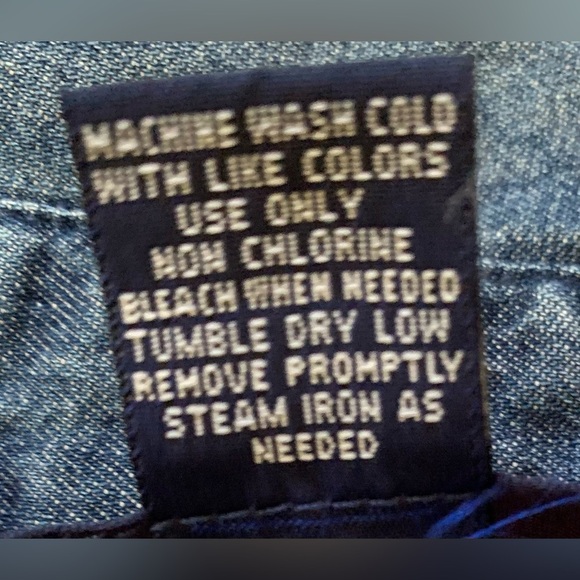 MACHINE WASH COLD
WITH LIKE COLORS
USE ONLY
NON CHLORINE
BLEACH WHEN NEEDED
TUMBLE DRY LOW
REMOVE PROMPTLY
STEAM IRON AS
NEEDED